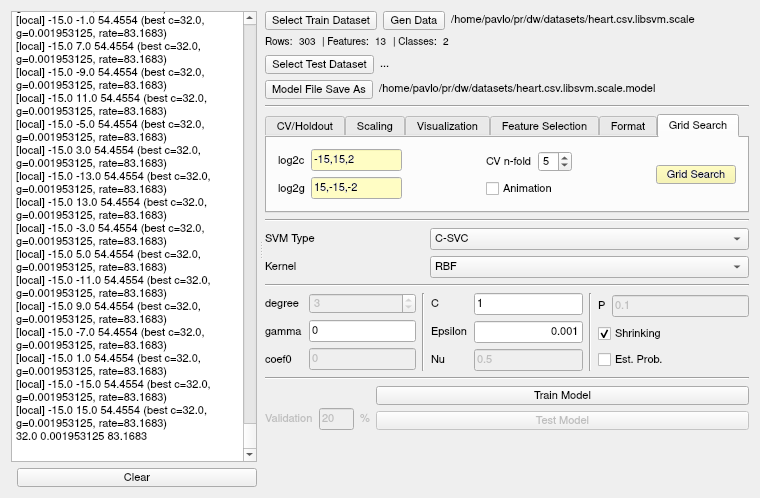 [local] -15.0 -1.0 54.4554 (best c=32.0,
g=0.001953125, rate=83.1683)
[local] -15.0 7.0 54.4554 (best c=32.0,
g=0.001953125, rate=83.1683)
[local] -15.0 -9.0 54.4554 (best c=32.0,
g=0.001953125, rate=83.1683)
[local] -15.0 11.0 54.4554 (best c=32.0,
g=0.001953125, rate=83.1683)
[local] -15.0 -5.0 54.4554 (best c=32.0,
g=0.001953125, rate=83.1683)
[local] -15.0 3.0 54.4554 (best c=32.0,
g=0.001953125, rate=83.1683)
[local] -15.0 -13.0 54.4554 (best c=32.0,
g=0.001953125, rate=83.1683)
[local] -15.0 13.0 54.4554 (best c=32.0,
g=0.001953125, rate=83.1683)
[local] -15.0 -3.0 54.4554 (best c=32.0,
g=0.001953125, rate=83.1683)
[local] -15.0 5.0 54.4554 (best c=32.0,
g=0.001953125, rate=83.1683)
[local] -15.0 -11.0 54.4554 (best c=32.0,
g=0.001953125, rate=83.1683)
[local] -15.0 9.0 54.4554 (best c=32.0,
g=0.001953125, rate=83.1683)
[local] -15.0 -7.0 54.4554 (best c=32.0,
g=0.001953125, rate=83.1683)
[local] -15.0 1.0 54.4554 (best c=32.0,
g=0.001953125, rate=83.1683)
[local] -15.0 -15.0 54.4554 (best c=32.0,
g=0.001953125, rate=83.1683)
[local] -15.0 15.0 54.4554 (best c=32.0,
g=0.001953125, rate=83.1683)
32.0 0.001953125 83.1683
Clear
Select Train Dataset Gen Data /home/pavlo/pr/dw/datasets/heart.csv.libsvm.scale
Rows: 303 | Features: 13 | Classes: 2
Select Test Dataset ...
Model File Save As /home/pavlo/pr/dw/datasets/heart.csv.libsvm.scale.model
CV/Holdout Scaling Visualization Feature Selection Format Grid Search
log2c -15,15,2 CV n-fold 5
log2g 15,-15,-2 Animation Grid Search
SVM Type C-SVC
Kernel RBF
degree 3 C 1 P 0.1
gamma 0 Epsilon 0.001 Shrinking
coef0 0 Nu 0.5 Est. Prob.
Train Model
Validation 20 % Test Model